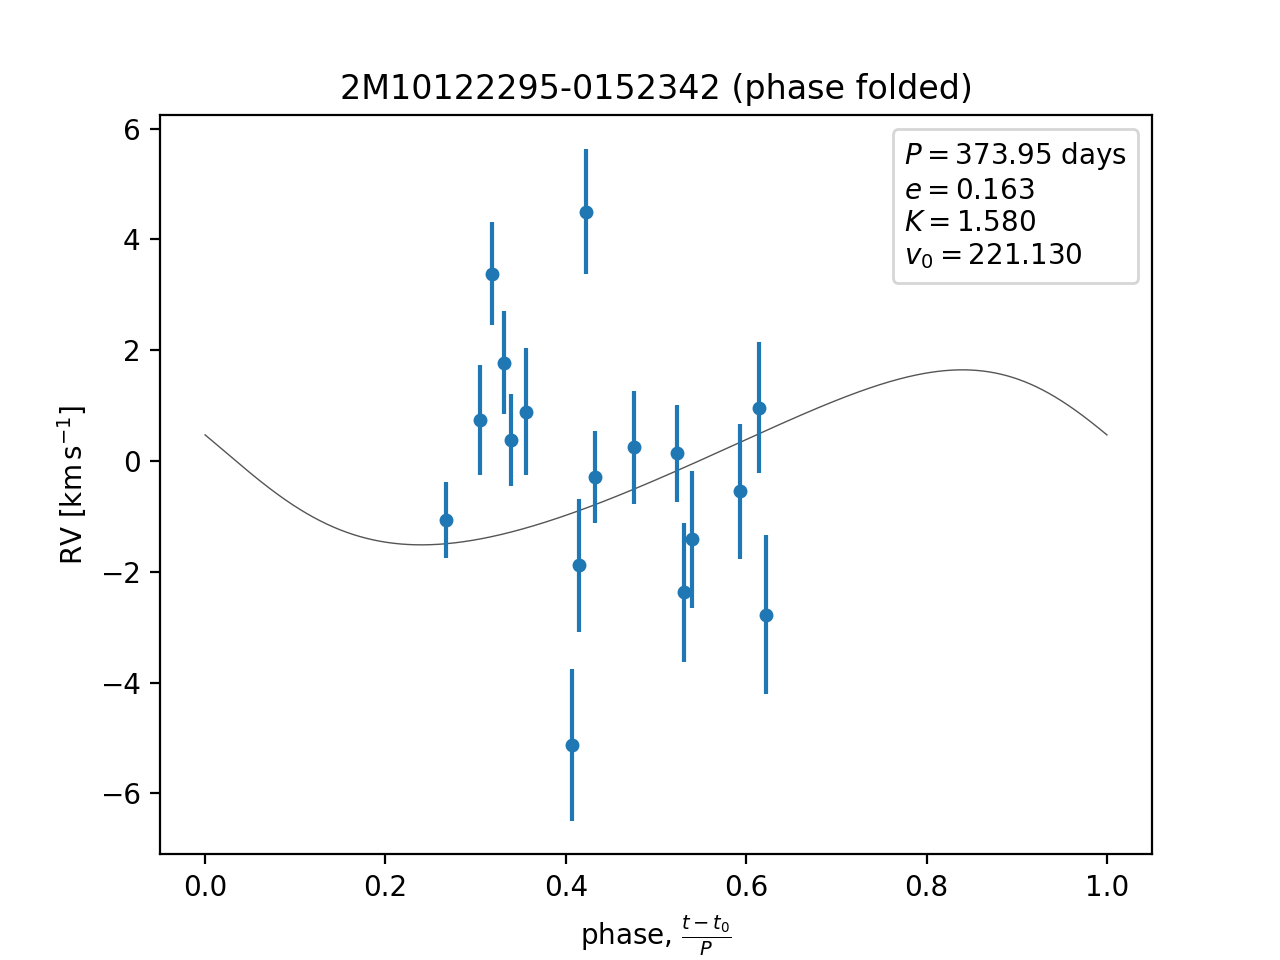 2M10122295-0152342 (phase folded)
P = 373.95 days
e = 0.163
K = 1.580
v₀ = 221.130
RV [km s⁻¹]
6
4
2
0
−2
−4
−6
0.0 0.2 0.4 0.6 0.8 1.0
phase, (t − t₀)/P